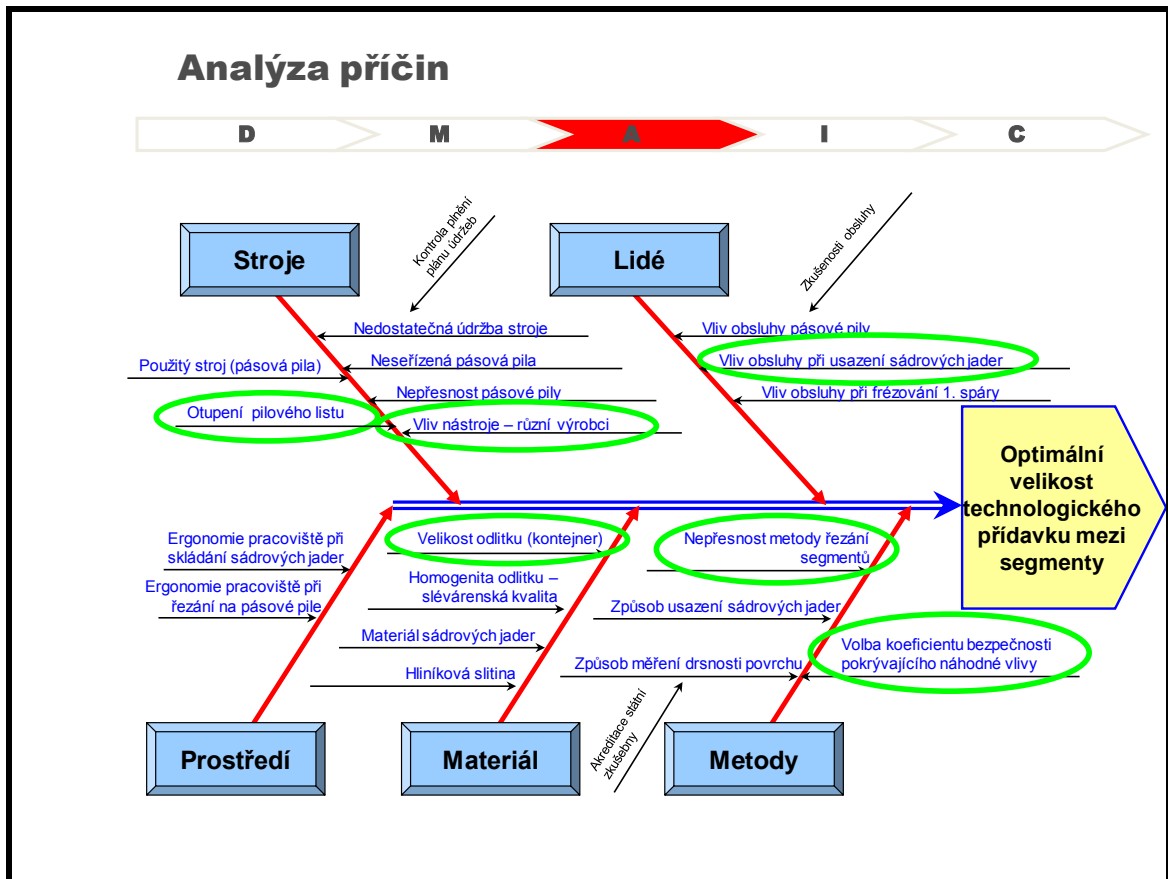 Analýza příčin
D
M
A
I
C
Kontrola plnění
plánu údržeb
Zkušenosti obsluhy
Stroje
Lidé
Nedostatečná údržba stroje
Vliv obsluhy pásové pily
Použitý stroj (pásová pila)
Neseřízená pásová pila
Vliv obsluhy při usazení sádrových jader
Nepřesnost pásové pily
Vliv obsluhy při frézování 1. spáry
Otupení pilového listu
Vliv nástroje – různí výrobci
Optimální
velikost
technologického
přídavku mezi
segmenty
Ergonomie pracoviště při
skládání sádrových jader
Velikost odlitku (kontejner)
Nepřesnost metody řezání
segmentů
Ergonomie pracoviště při
řezání na pásové pile
Homogenita odlitku –
slévárenská kvalita
Způsob usazení sádrových jader
Materiál sádrových jader
Volba koeficientu bezpečnosti
pokrývajícího náhodné vlivy
Hliníková slitina
Způsob měření drsnosti povrchu
Akreditace státní
zkušebny
Prostředí
Materiál
Metody